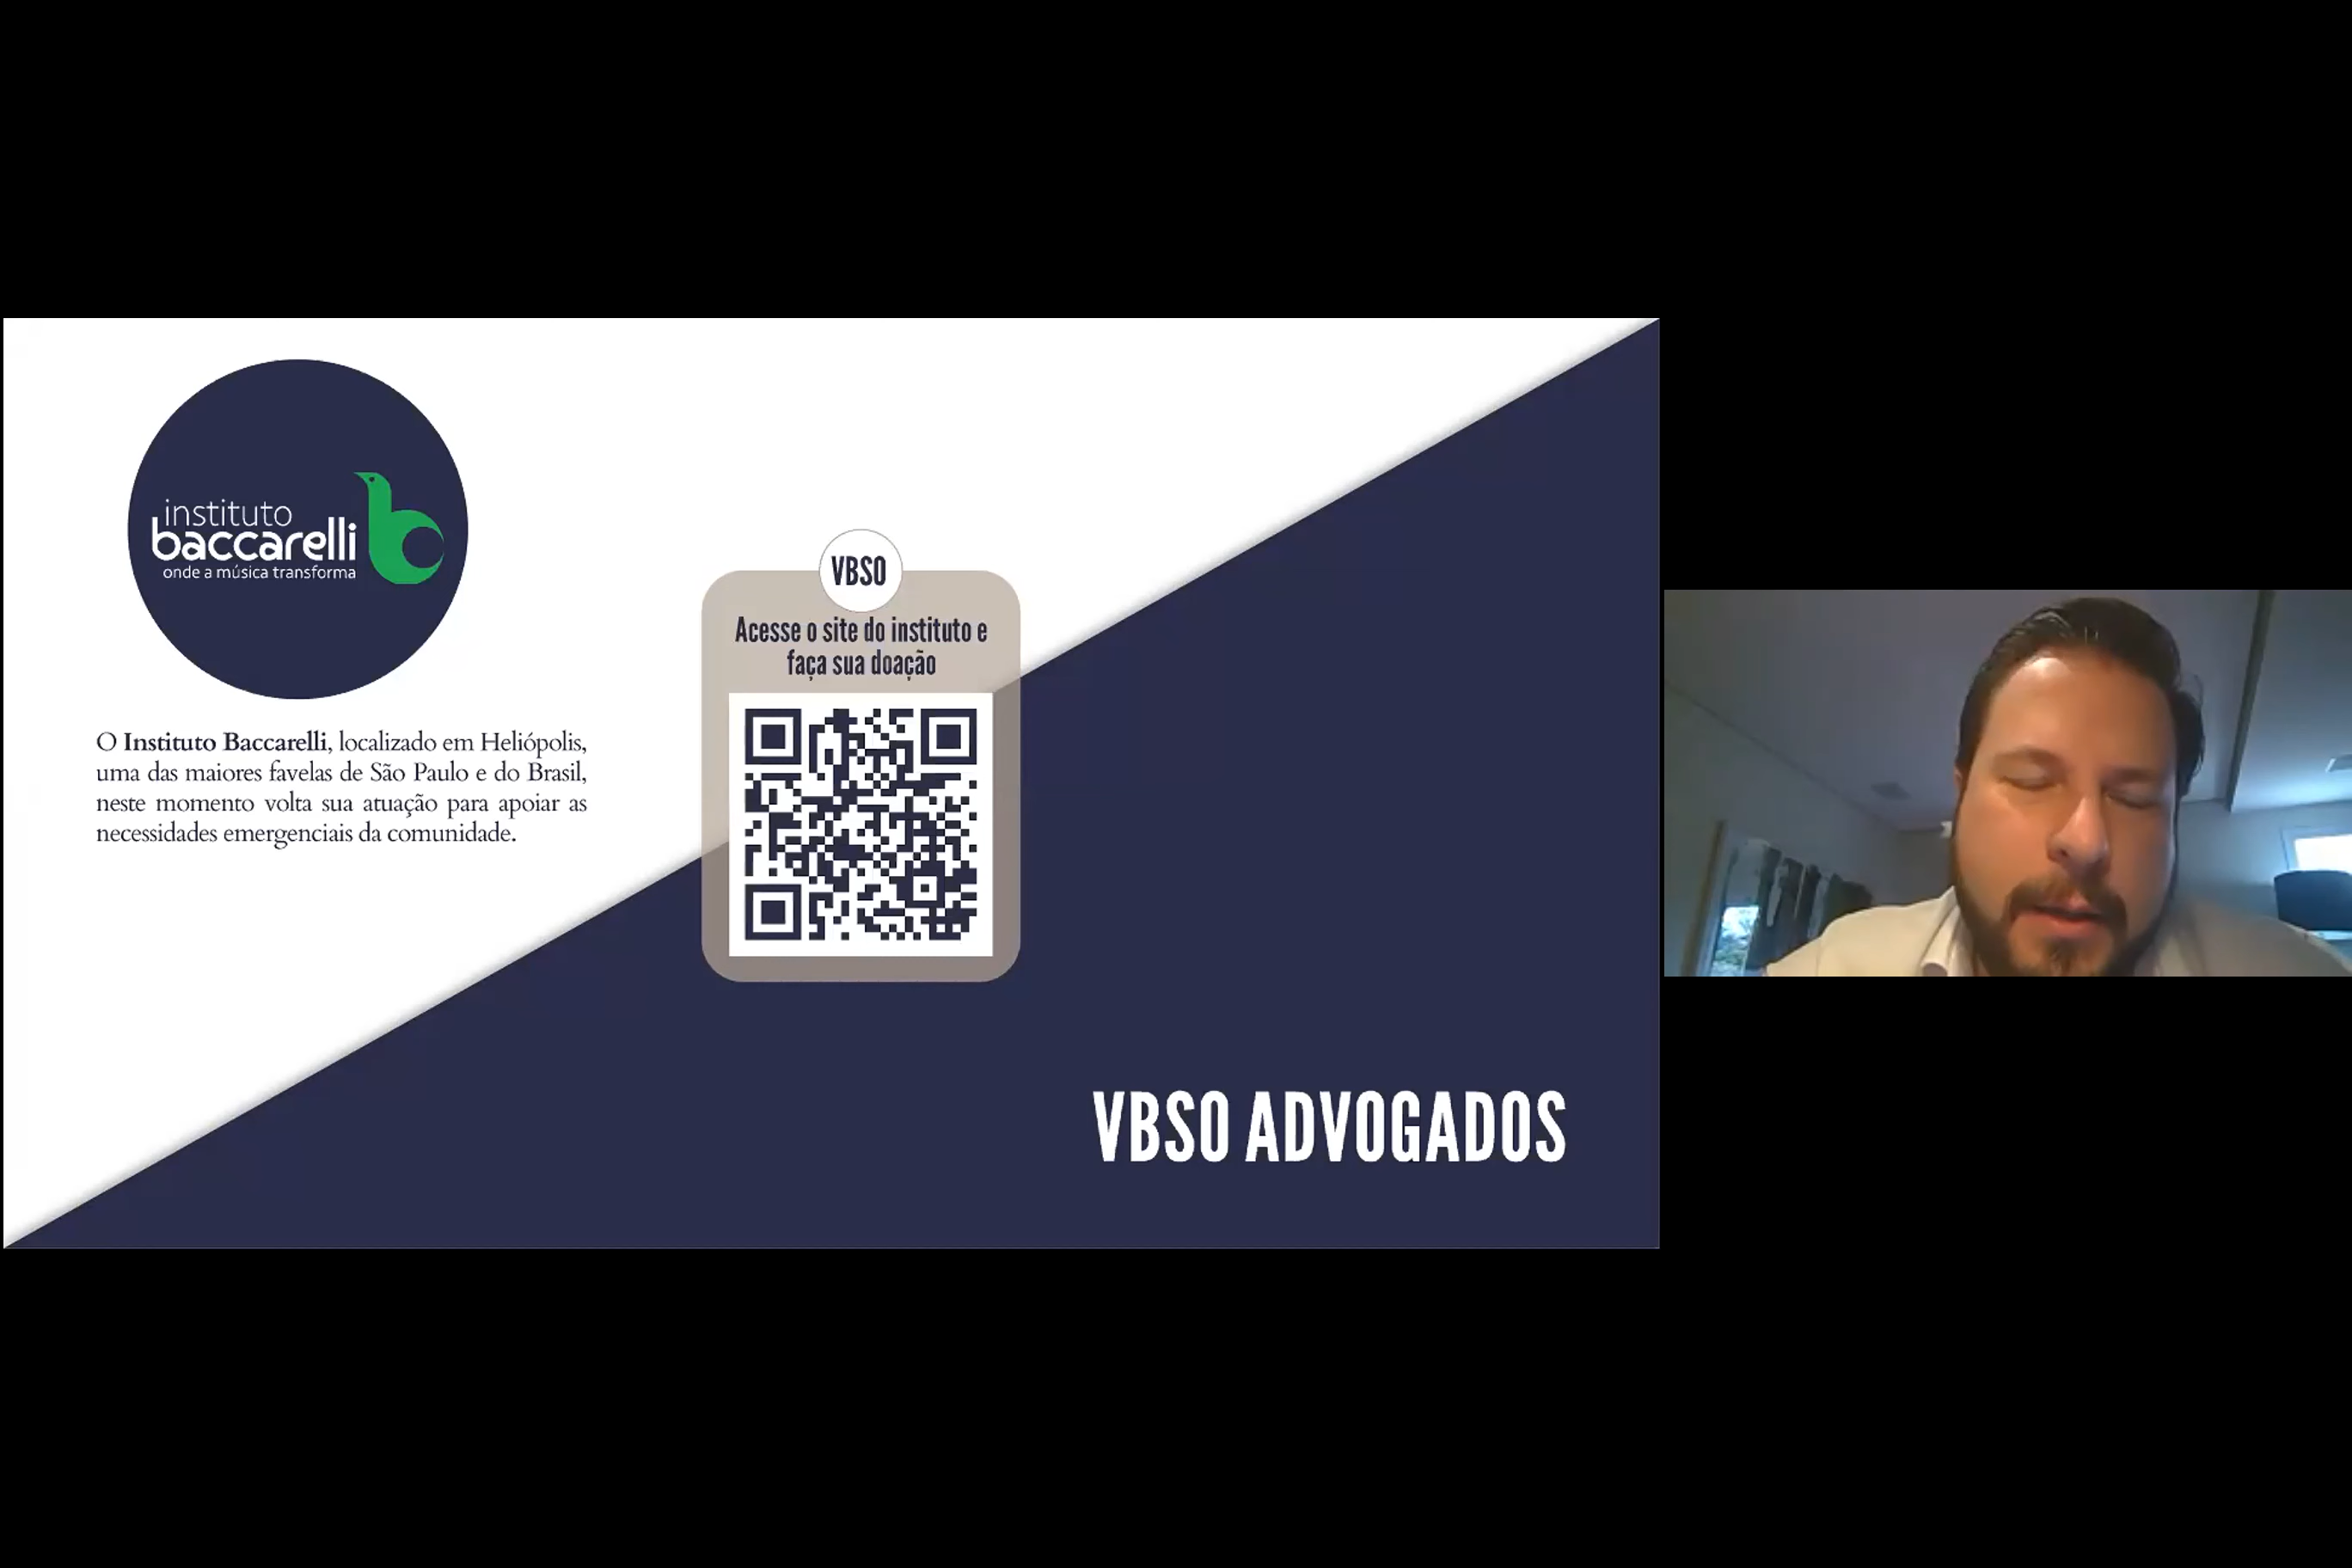 instituto
baccarelli
onde a música transforma
O Instituto Baccarelli, localizado em Heliópolis,
uma das maiores favelas de São Paulo e do Brasil,
neste momento volta sua atuação para apoiar as
necessidades emergenciais da comunidade.
VBSO
Acesse o site do instituto e
faça sua doação
VBSO ADVOGADOS